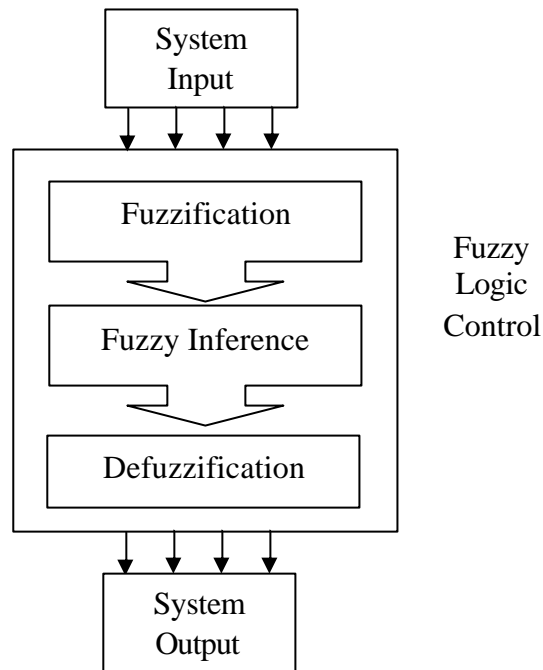 System
Input
Fuzzification
Fuzzy
Logic
Control
Fuzzy Inference
Defuzzification
System
Output